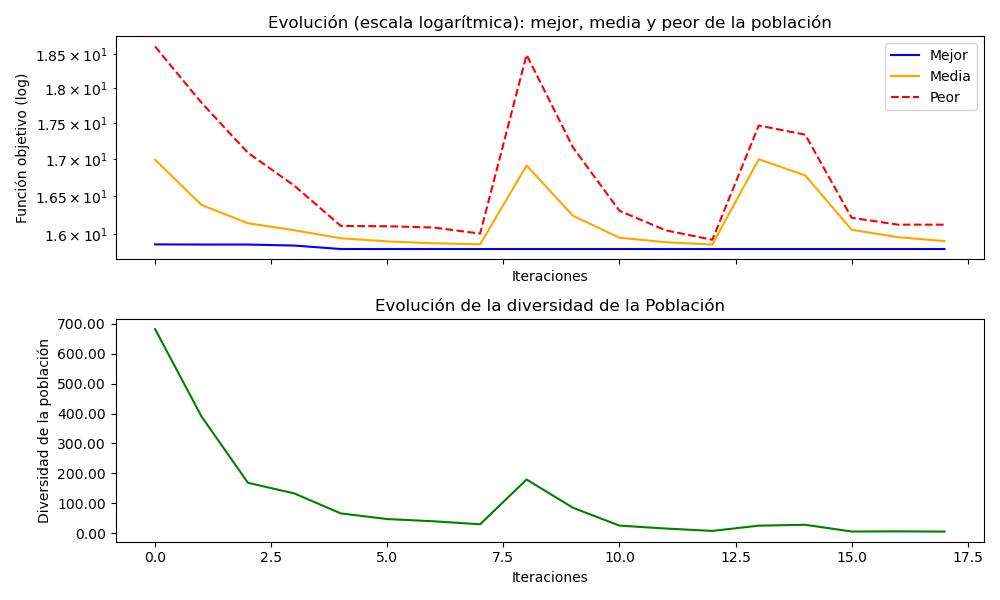 Evolución (escala logarítmica): mejor, media y peor de la población
Función objetivo (log)
1.85 × 10¹
1.8 × 10¹
1.75 × 10¹
1.7 × 10¹
1.65 × 10¹
1.6 × 10¹
Mejor
Media
Peor
Iteraciones
Evolución de la diversidad de la Población
Diversidad de la población
700.00
600.00
500.00
400.00
300.00
200.00
100.00
0.00
0.0 2.5 5.0 7.5 10.0 12.5 15.0 17.5
Iteraciones